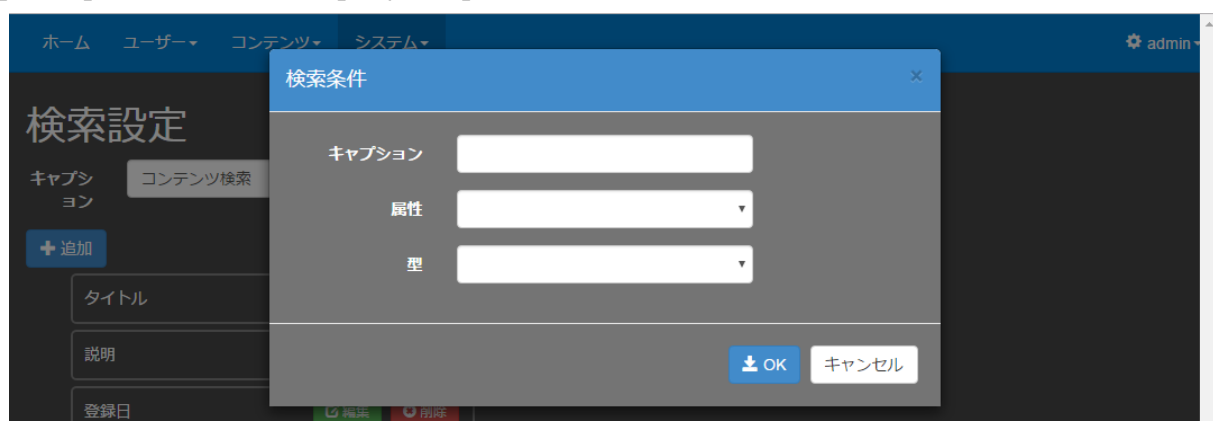 ホーム ユーザー コンテンツ システム admin
検索条件 ×
検索設定
キャプション
キャプシ
ョン
コンテンツ検索
属性
追加
型
タイトル
説明
OK キャンセル
登録日 編集 削除